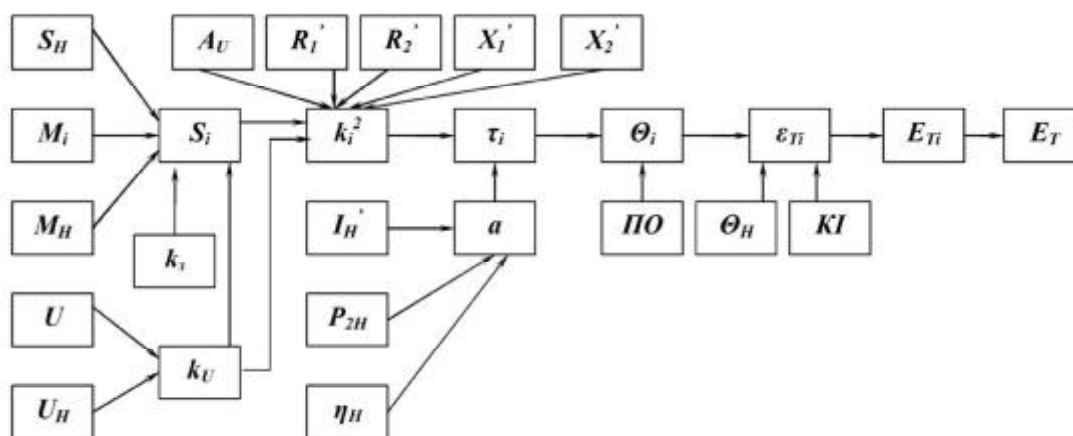 S_H
A_U
R_1'
R_2'
X_1'
X_2'
M_i
S_i
k_i^2
τ_i
Θ_i
ε_Ti
E_Ti
E_T
M_H
k_з
I_H'
a
ПО
Θ_H
KI
U
P_2H
k_U
U_H
η_H